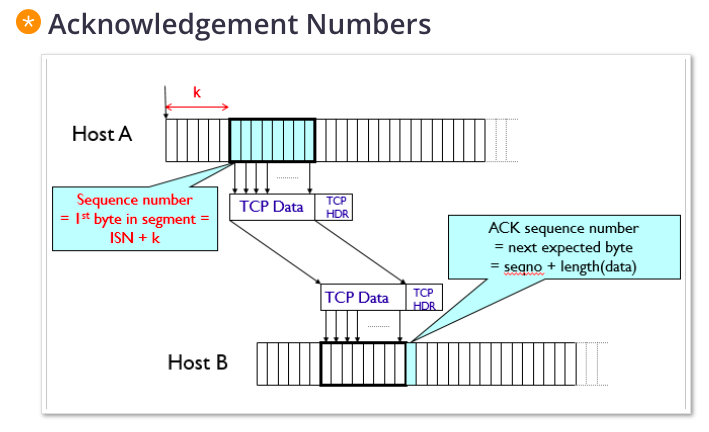 * Acknowledgement Numbers
k
Host A
Sequence number
= 1st byte in segment =
ISN + k
TCP Data
TCP
HDR
ACK sequence number
= next expected byte
= seqno + length(data)
TCP Data
TCP
HDR
Host B